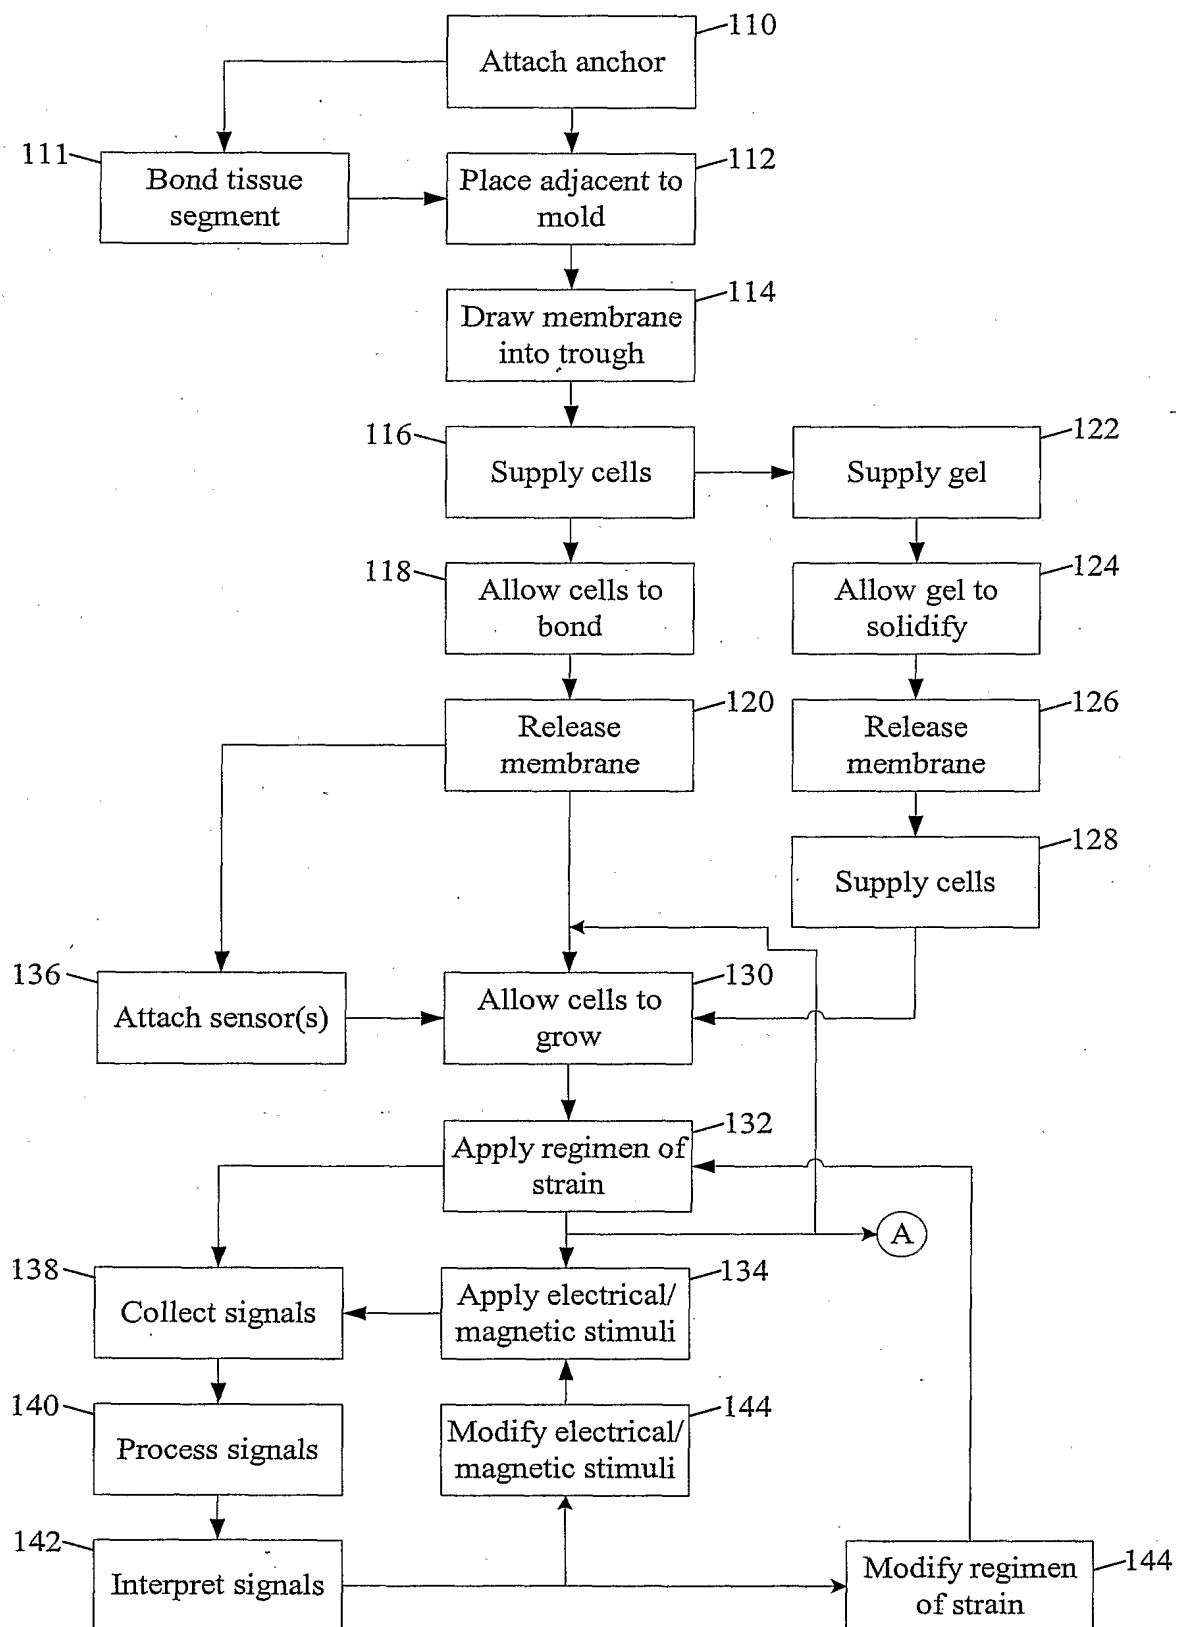 110
Attach anchor
111
Bond tissue
segment
112
Place adjacent to
mold
114
Draw membrane
into trough
116
Supply cells
122
Supply gel
118
Allow cells to
bond
124
Allow gel to
solidify
120
Release
membrane
126
Release
membrane
128
Supply cells
136
Attach sensor(s)
130
Allow cells to
grow
132
Apply regimen of
strain
A
138
Collect signals
134
Apply electrical/
magnetic stimuli
140
Process signals
144
Modify electrical/
magnetic stimuli
142
Interpret signals
144
Modify regimen
of strain